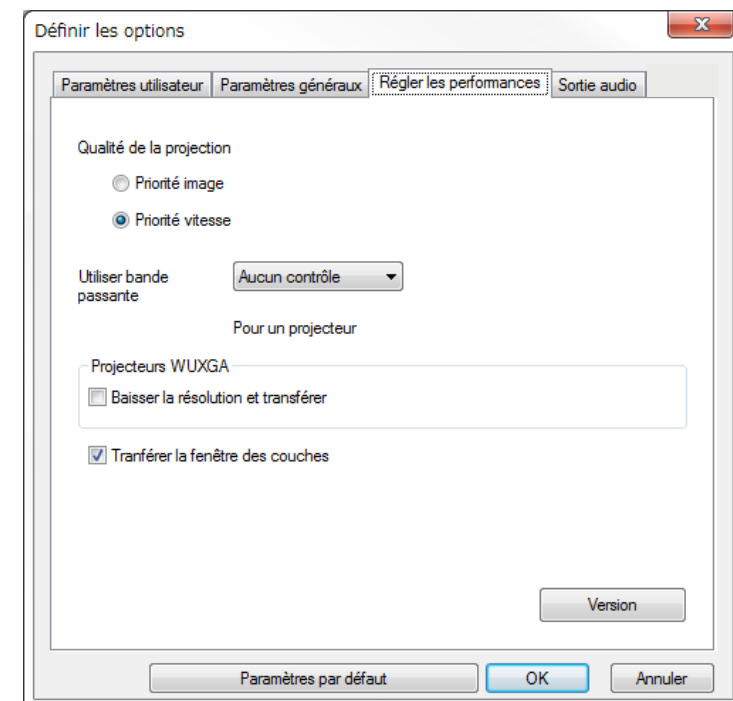 Définir les options
Paramètres utilisateur
Paramètres généraux
Régler les performances
Sortie audio
Qualité de la projection
Priorité image
Priorité vitesse
Utiliser bande
passante
Aucun contrôle
Pour un projecteur
Projecteurs WUXGA
Baisser la résolution et transférer
Tranférer la fenêtre des couches
Version
Paramètres par défaut
OK
Annuler